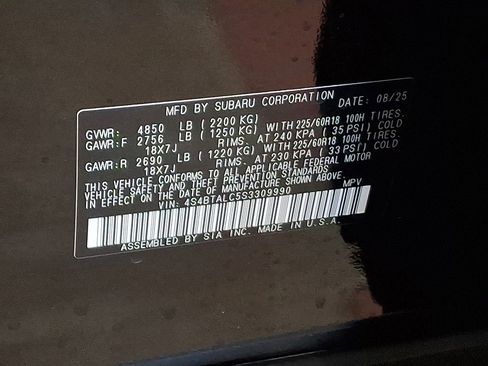 MFD BY SUBARU CORPORATION DATE: 08/25
GVWR: 4850 LB ( 2200 KG)
GAWR:F 2756 LB ( 1250 KG) WITH 225/60R18 100H TIRES.
18X7J RIMS. AT 240 KPA ( 35 PSI) COLD
GAWR:R 2690 LB ( 1220 KG) WITH 225/60R18 100H TIRES.
18X7J RIMS. AT 230 KPA ( 33 PSI) COLD
THIS VEHICLE CONFORMS TO ALL APPLICABLE FEDERAL MOTOR
VEHICLE SAFETY AND THEFT PREVENTION STANDARDS
IN EFFECT ON THE DATE OF MANUFACTURE SHOWN ABOVE.
VIN: 4S4BTALC5S3309990 MPV
ASSEMBLED BY SIA INC. MADE IN U.S.A.